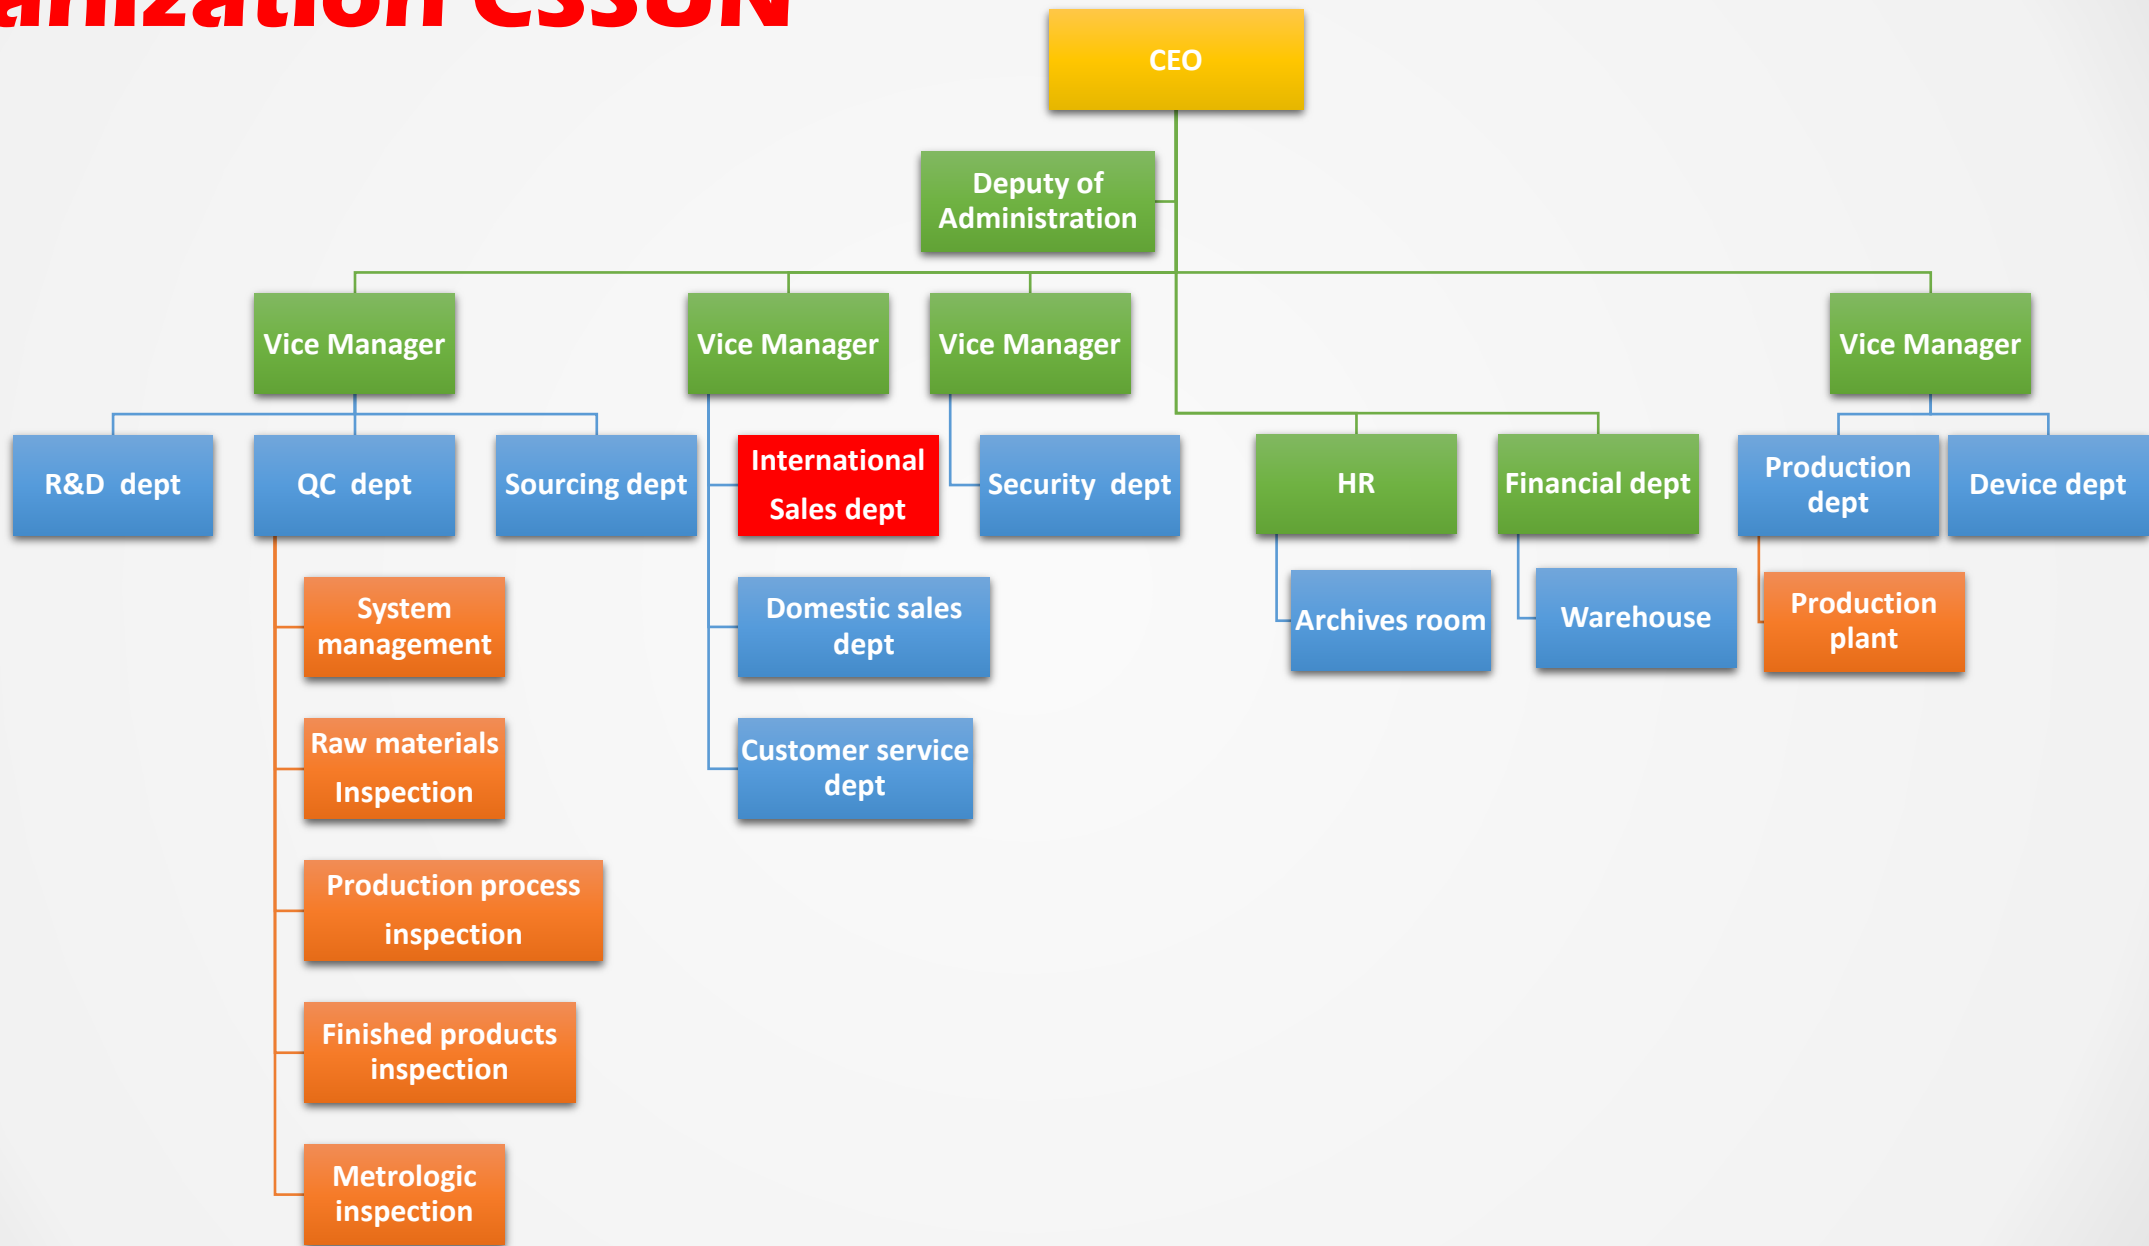 anization CSSUN
CEO
Deputy of
Administration
Vice Manager
Vice Manager
Vice Manager
Vice Manager
R&D dept
QC dept
Sourcing dept
International
Sales dept
Security dept
HR
Financial dept
Production
dept
Device dept
System
management
Domestic sales
dept
Archives room
Warehouse
Production
plant
Raw materials
Inspection
Customer service
dept
Production process
inspection
Finished products
inspection
Metrologic
inspection